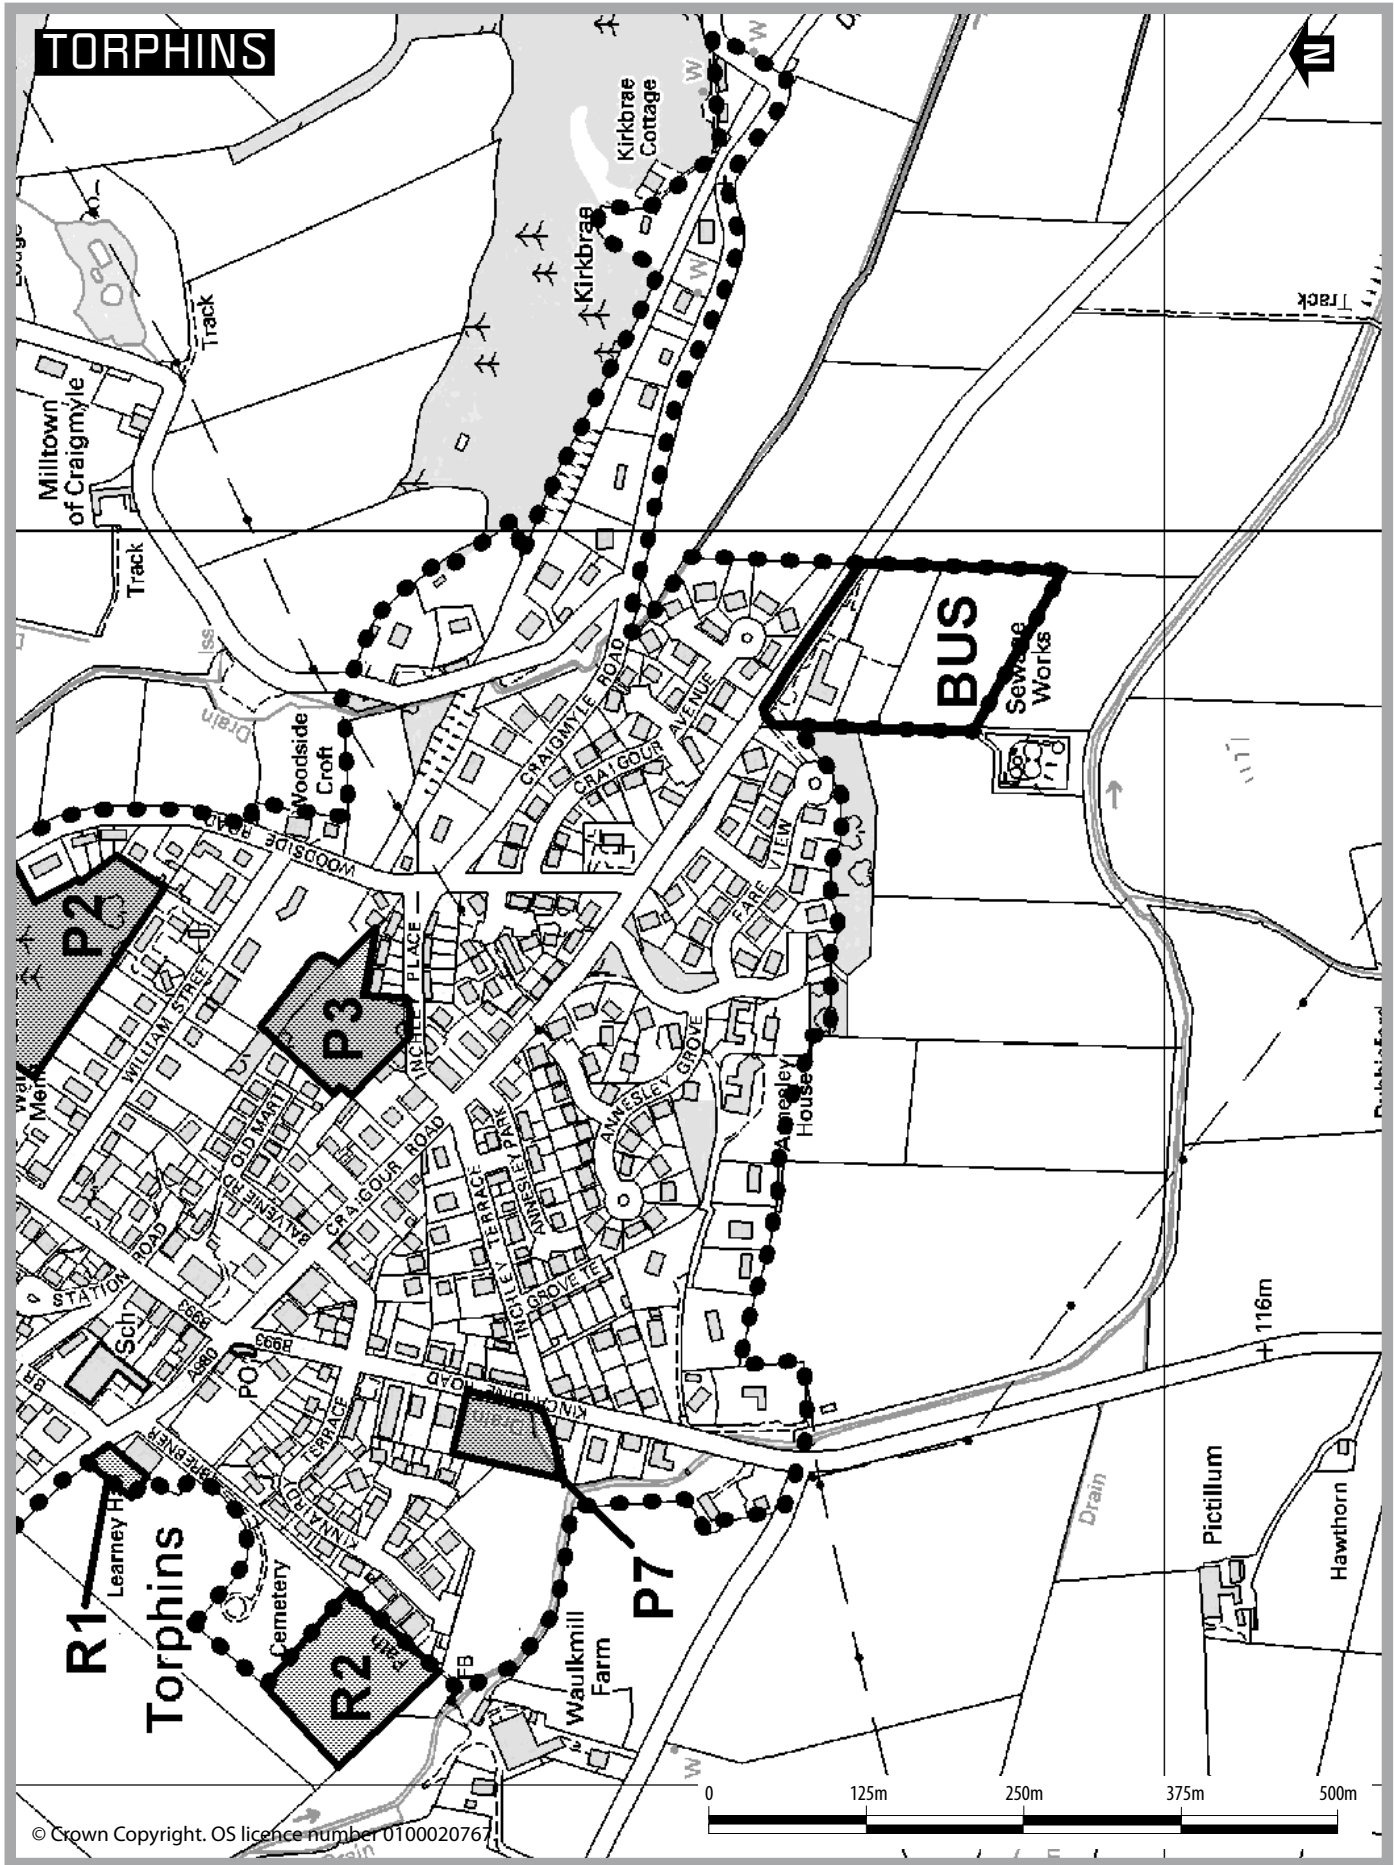 TORPHINS
N
W
W
Kirkbrae
Cottage
Kirkbrae
W
Track
Track
Milltown
of Craigmyle
Track
Iss
Drain
Woodside
Croft
WOODSIDE
ROAD
CRAIGMYLE ROAD
CRAIGOUR AVENUE
BUS
Sewage
Works
P2
P3
INCHLEY PLACE
FARE VIEW
WILLIAM STREET
OLD MART
BALVENIE RD
CRAIGOUR ROAD
ANNESLEY GROVE
Annesley
House
ANNESLEY PARK
INCHLEY TERRACE
GROVE TE
STATION ROAD
Sch
B993
A980
PO
B993
KINCARDINE ROAD
KINNAIRD TERRACE
R1
Learney H
Torphins
Cemetery
R2
Path
FB
P7
Waulkmill
Farm
W
116m
Drain
Pictillum
Hawthorn
0
125m
250m
375m
500m
© Crown Copyright. OS licence number 0100020767
Drain